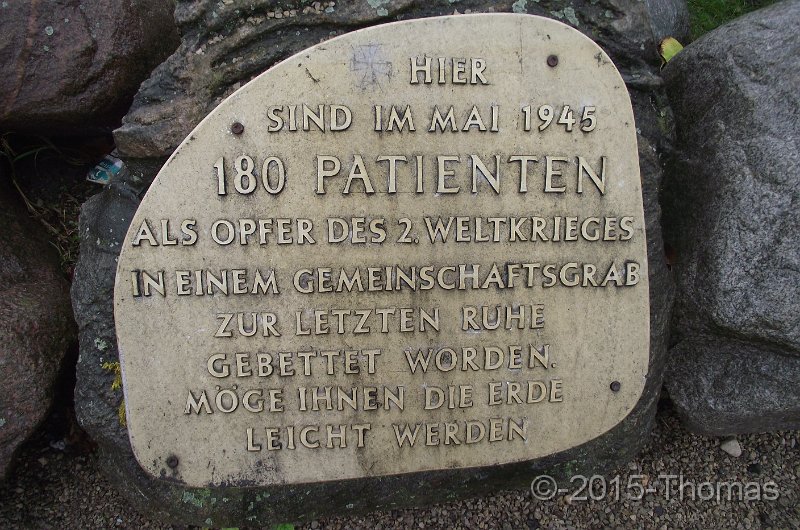 HIER
SIND IM MAI 1945
180 PATIENTEN
ALS OPFER DES 2. WELTKRIEGES
IN EINEM GEMEINSCHAFTSGRAB
ZUR LETZTEN RUHE
GEBETTET WORDEN.
MÖGE IHNEN DIE ERDE
LEICHT WERDEN
©-2015-Thomas